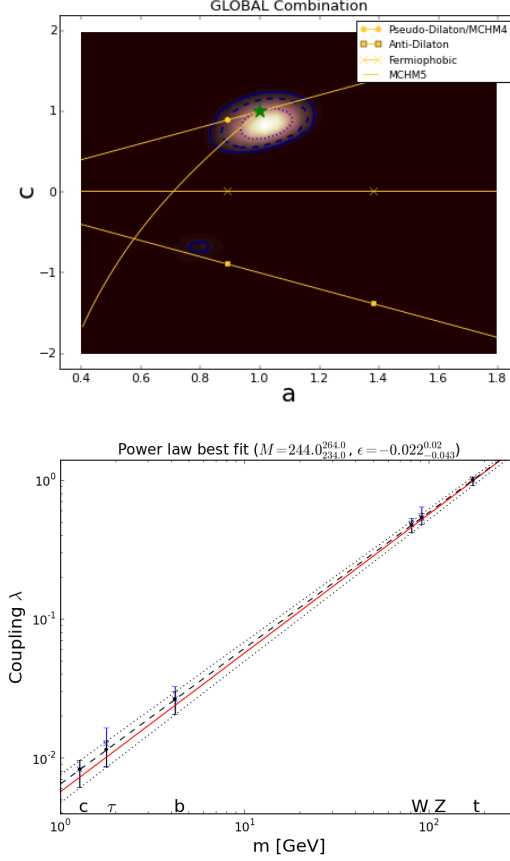 GLOBAL Combination
Pseudo-Dilaton/MCHM4
Anti-Dilaton
Fermiophobic
MCHM5
2
1
0
−1
−2
c
0.4 0.6 0.8 1.0 1.2 1.4 1.6 1.8
a
Power law best fit (M=244.0^{264.0}_{234.0}, ϵ=−0.022^{0.02}_{−0.043})
10^0
10^{-1}
10^{-2}
Coupling λ
c τ b W Z t
10^0 10^1 10^2
m [GeV]